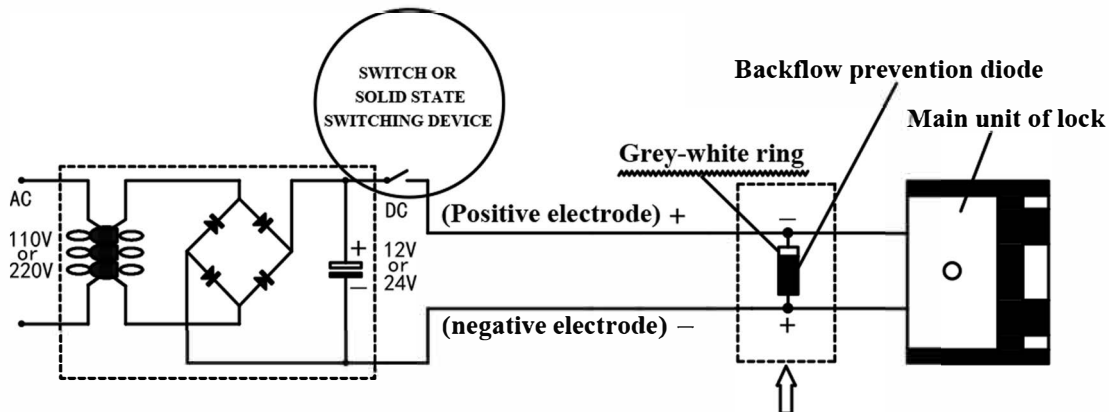 SWITCH OR
SOLID STATE
SWITCHING DEVICE
Backflow prevention diode
Main unit of lock
Grey-white ring
AC
110V
or
220V
DC
12V
or
24V
+
−
(Positive electrode) +
(negative electrode) −
−
+